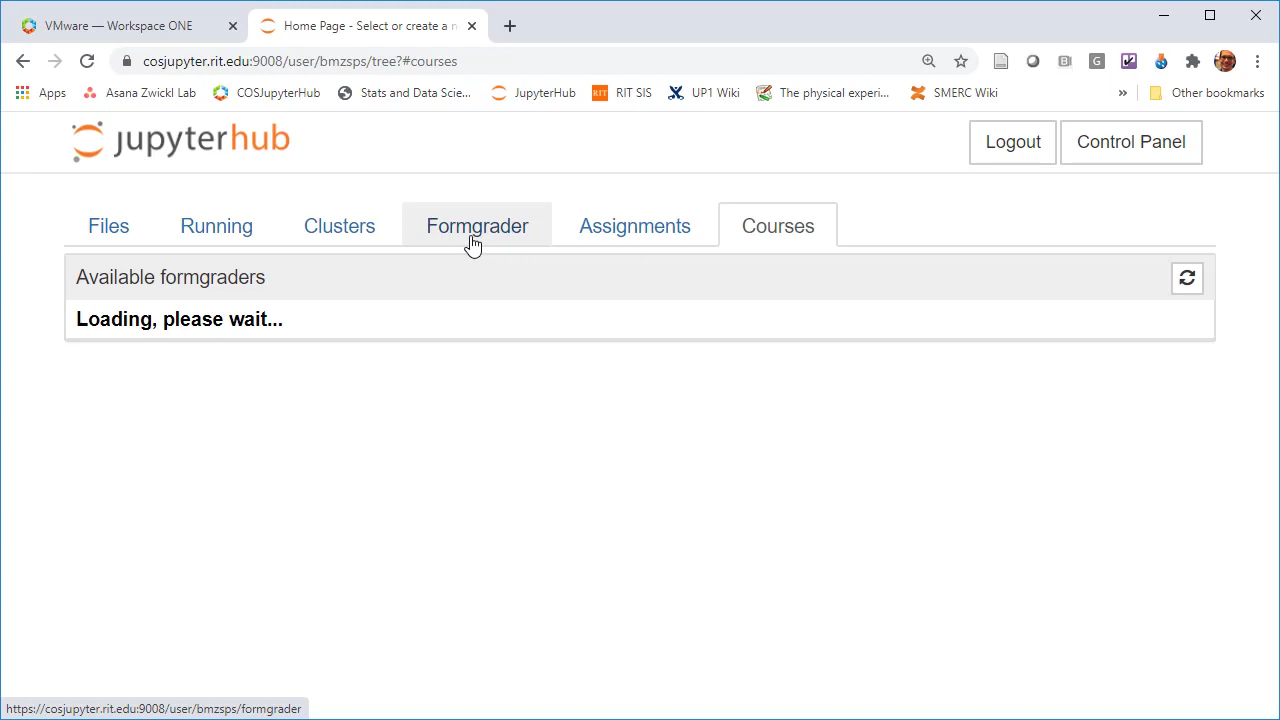 VMware — Workspace ONE
Home Page - Select or create a n
cosjupyter.rit.edu:9008/user/bmzsps/tree?#courses
Apps
Asana Zwickl Lab
COSJupyterHub
Stats and Data Scie...
JupyterHub
RIT
RIT SIS
UP1 Wiki
The physical experi...
SMERC Wiki
»
Other bookmarks
jupyterhub
Logout
Control Panel
Files
Running
Clusters
Formgrader
Assignments
Courses
Available formgraders
Loading, please wait...
https://cosjupyter.rit.edu:9008/user/bmzsps/formgrader